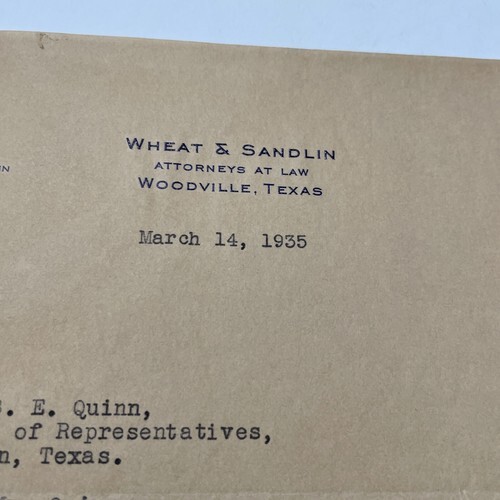 WHEAT & SANDLIN
ATTORNEYS AT LAW
WOODVILLE, TEXAS
March 14, 1935
. E. Quinn,
of Representatives,
n, Texas.